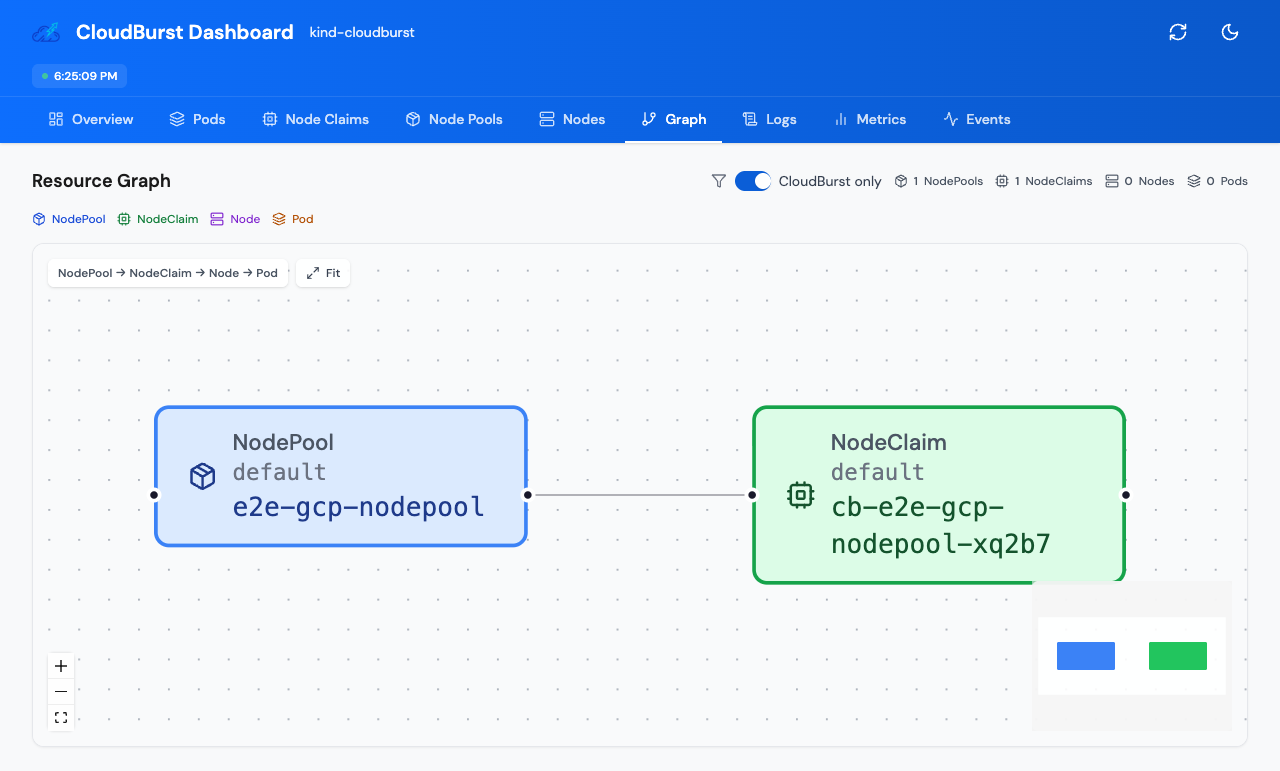 CloudBurst Dashboard kind-cloudburst
6:25:09 PM
Overview Pods Node Claims Node Pools Nodes Graph Logs Metrics Events
Resource Graph
CloudBurst only 1 NodePools 1 NodeClaims 0 Nodes 0 Pods
NodePool NodeClaim Node Pod
NodePool → NodeClaim → Node → Pod Fit
NodePool
default
e2e-gcp-nodepool
NodeClaim
default
cb-e2e-gcp-
nodepool-xq2b7